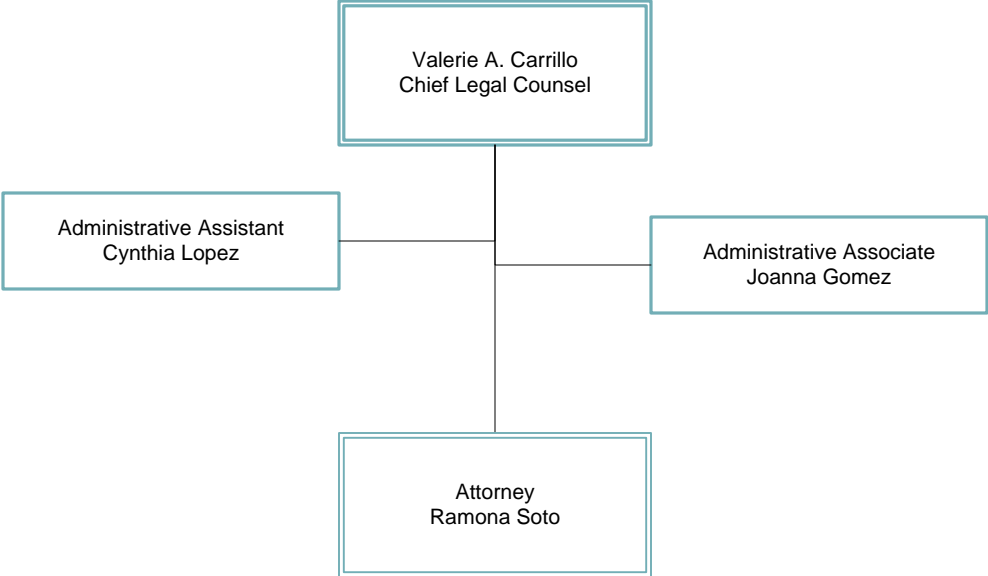 Valerie A. Carrillo
Chief Legal Counsel
Administrative Assistant
Cynthia Lopez
Administrative Associate
Joanna Gomez
Attorney
Ramona Soto